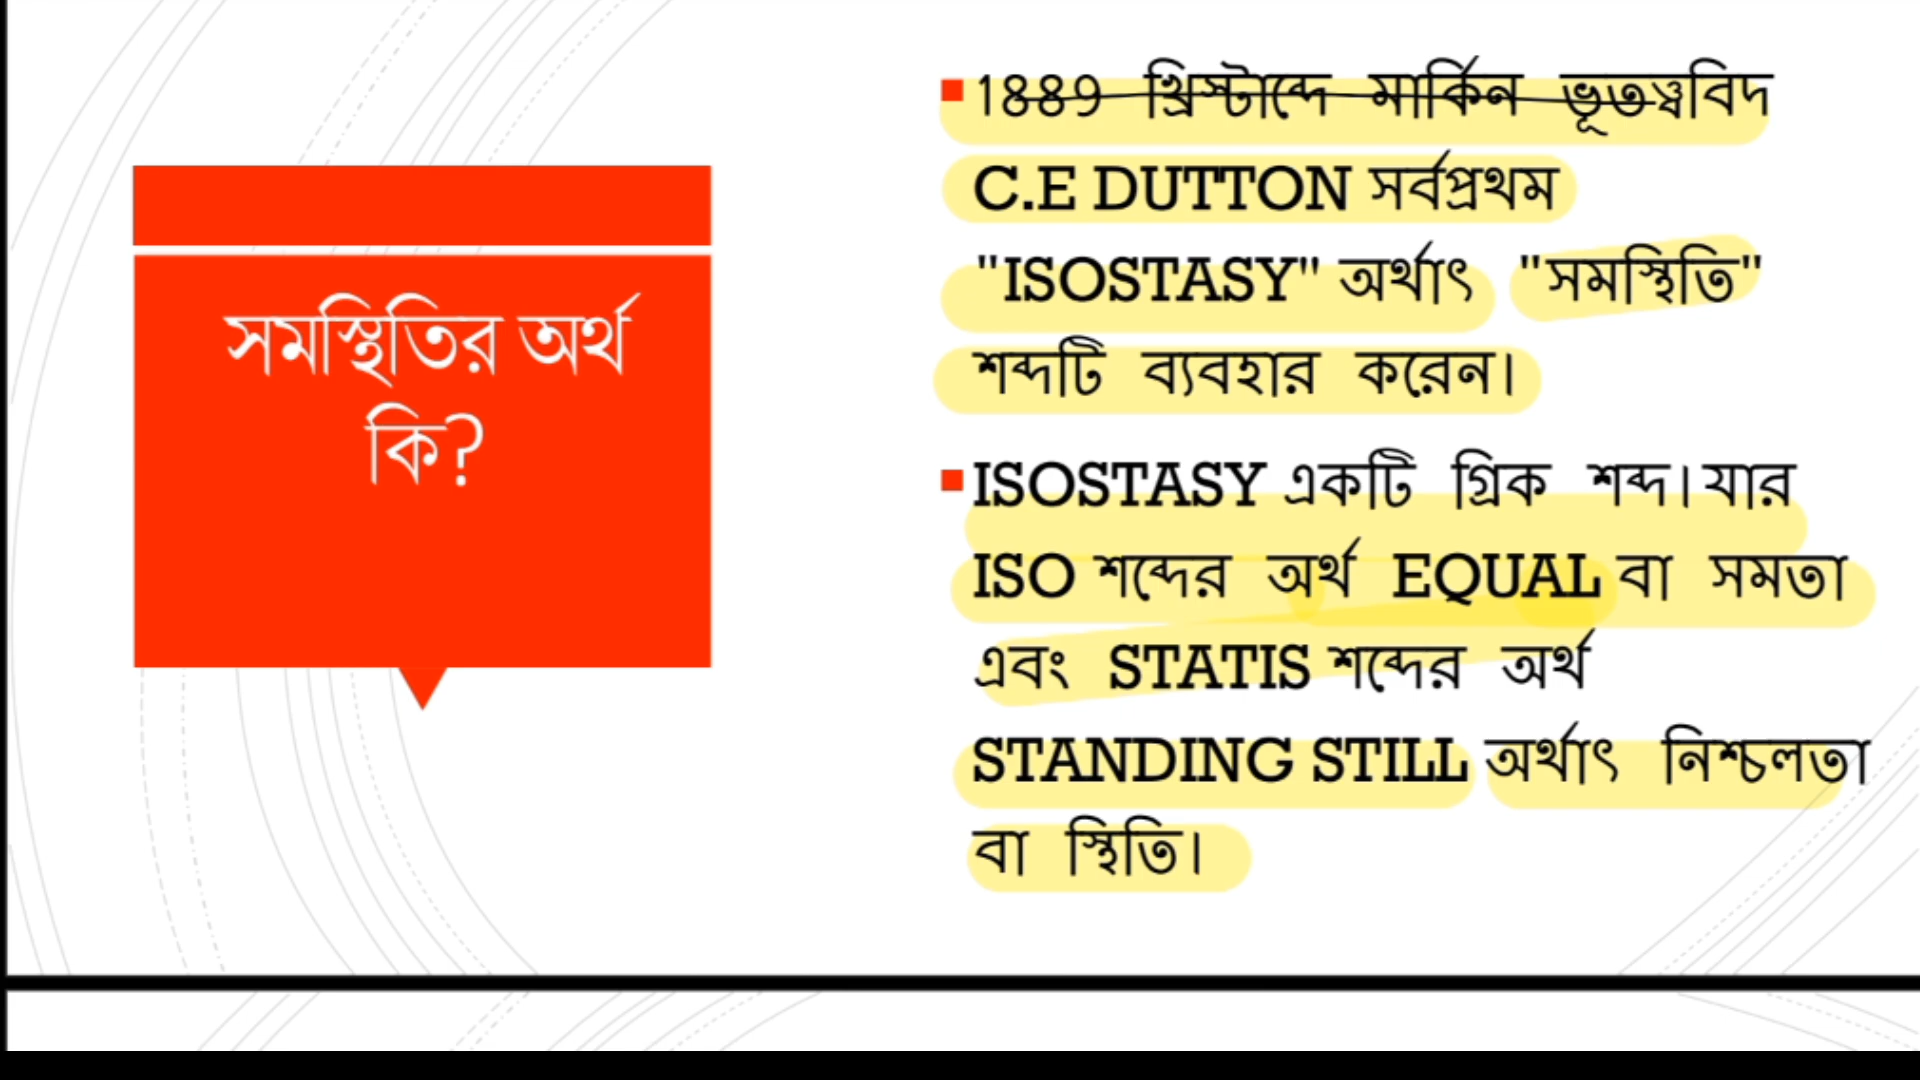 সমস্থিতির অর্থ
কি?
1889 খ্রিস্টাব্দে মার্কিন ভূতত্ত্ববিদ
C.E DUTTON সর্বপ্রথম
"ISOSTASY" অর্থাৎ "সমস্থিতি"
শব্দটি ব্যবহার করেন।
ISOSTASY একটি গ্রিক শব্দ। যার
ISO শব্দের অর্থ EQUAL বা সমতা
এবং STATIS শব্দের অর্থ
STANDING STILL অর্থাৎ নিশ্চলতা
বা স্থিতি।